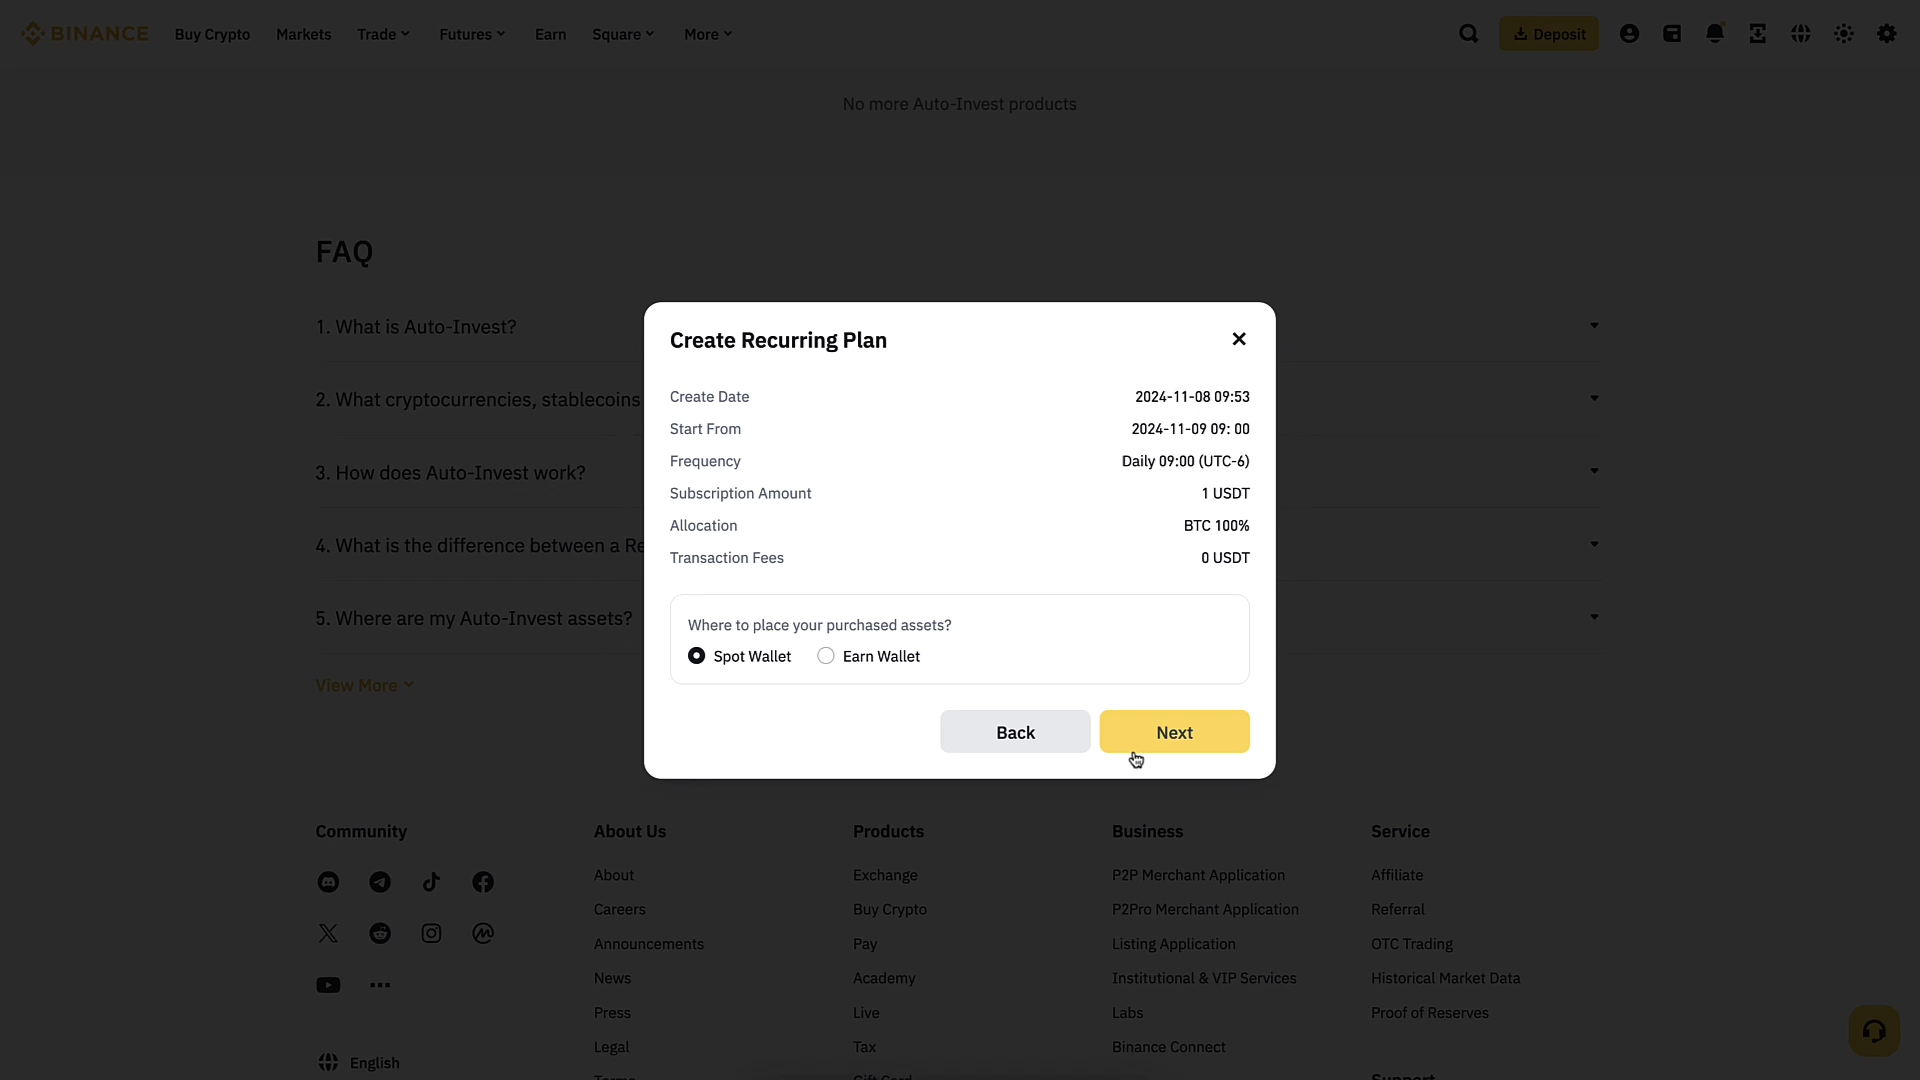 BINANCE Buy Crypto Markets Trade Futures Earn Square More Deposit
No more Auto-Invest products
FAQ
1. What is Auto-Invest?
2. What cryptocurrencies, stablecoins
3. How does Auto-Invest work?
4. What is the difference between a Re
5. Where are my Auto-Invest assets?
View More
Create Recurring Plan
Create Date 2024-11-08 09:53
Start From 2024-11-09 09: 00
Frequency Daily 09:00 (UTC-6)
Subscription Amount 1 USDT
Allocation BTC 100%
Transaction Fees 0 USDT
Where to place your purchased assets?
Spot Wallet Earn Wallet
Back Next
Community
English
About Us
About
Careers
Announcements
News
Press
Legal
Terms
Products
Exchange
Buy Crypto
Pay
Academy
Live
Tax
Gift Card
Business
P2P Merchant Application
P2Pro Merchant Application
Listing Application
Institutional & VIP Services
Labs
Binance Connect
Service
Affiliate
Referral
OTC Trading
Historical Market Data
Proof of Reserves
Support